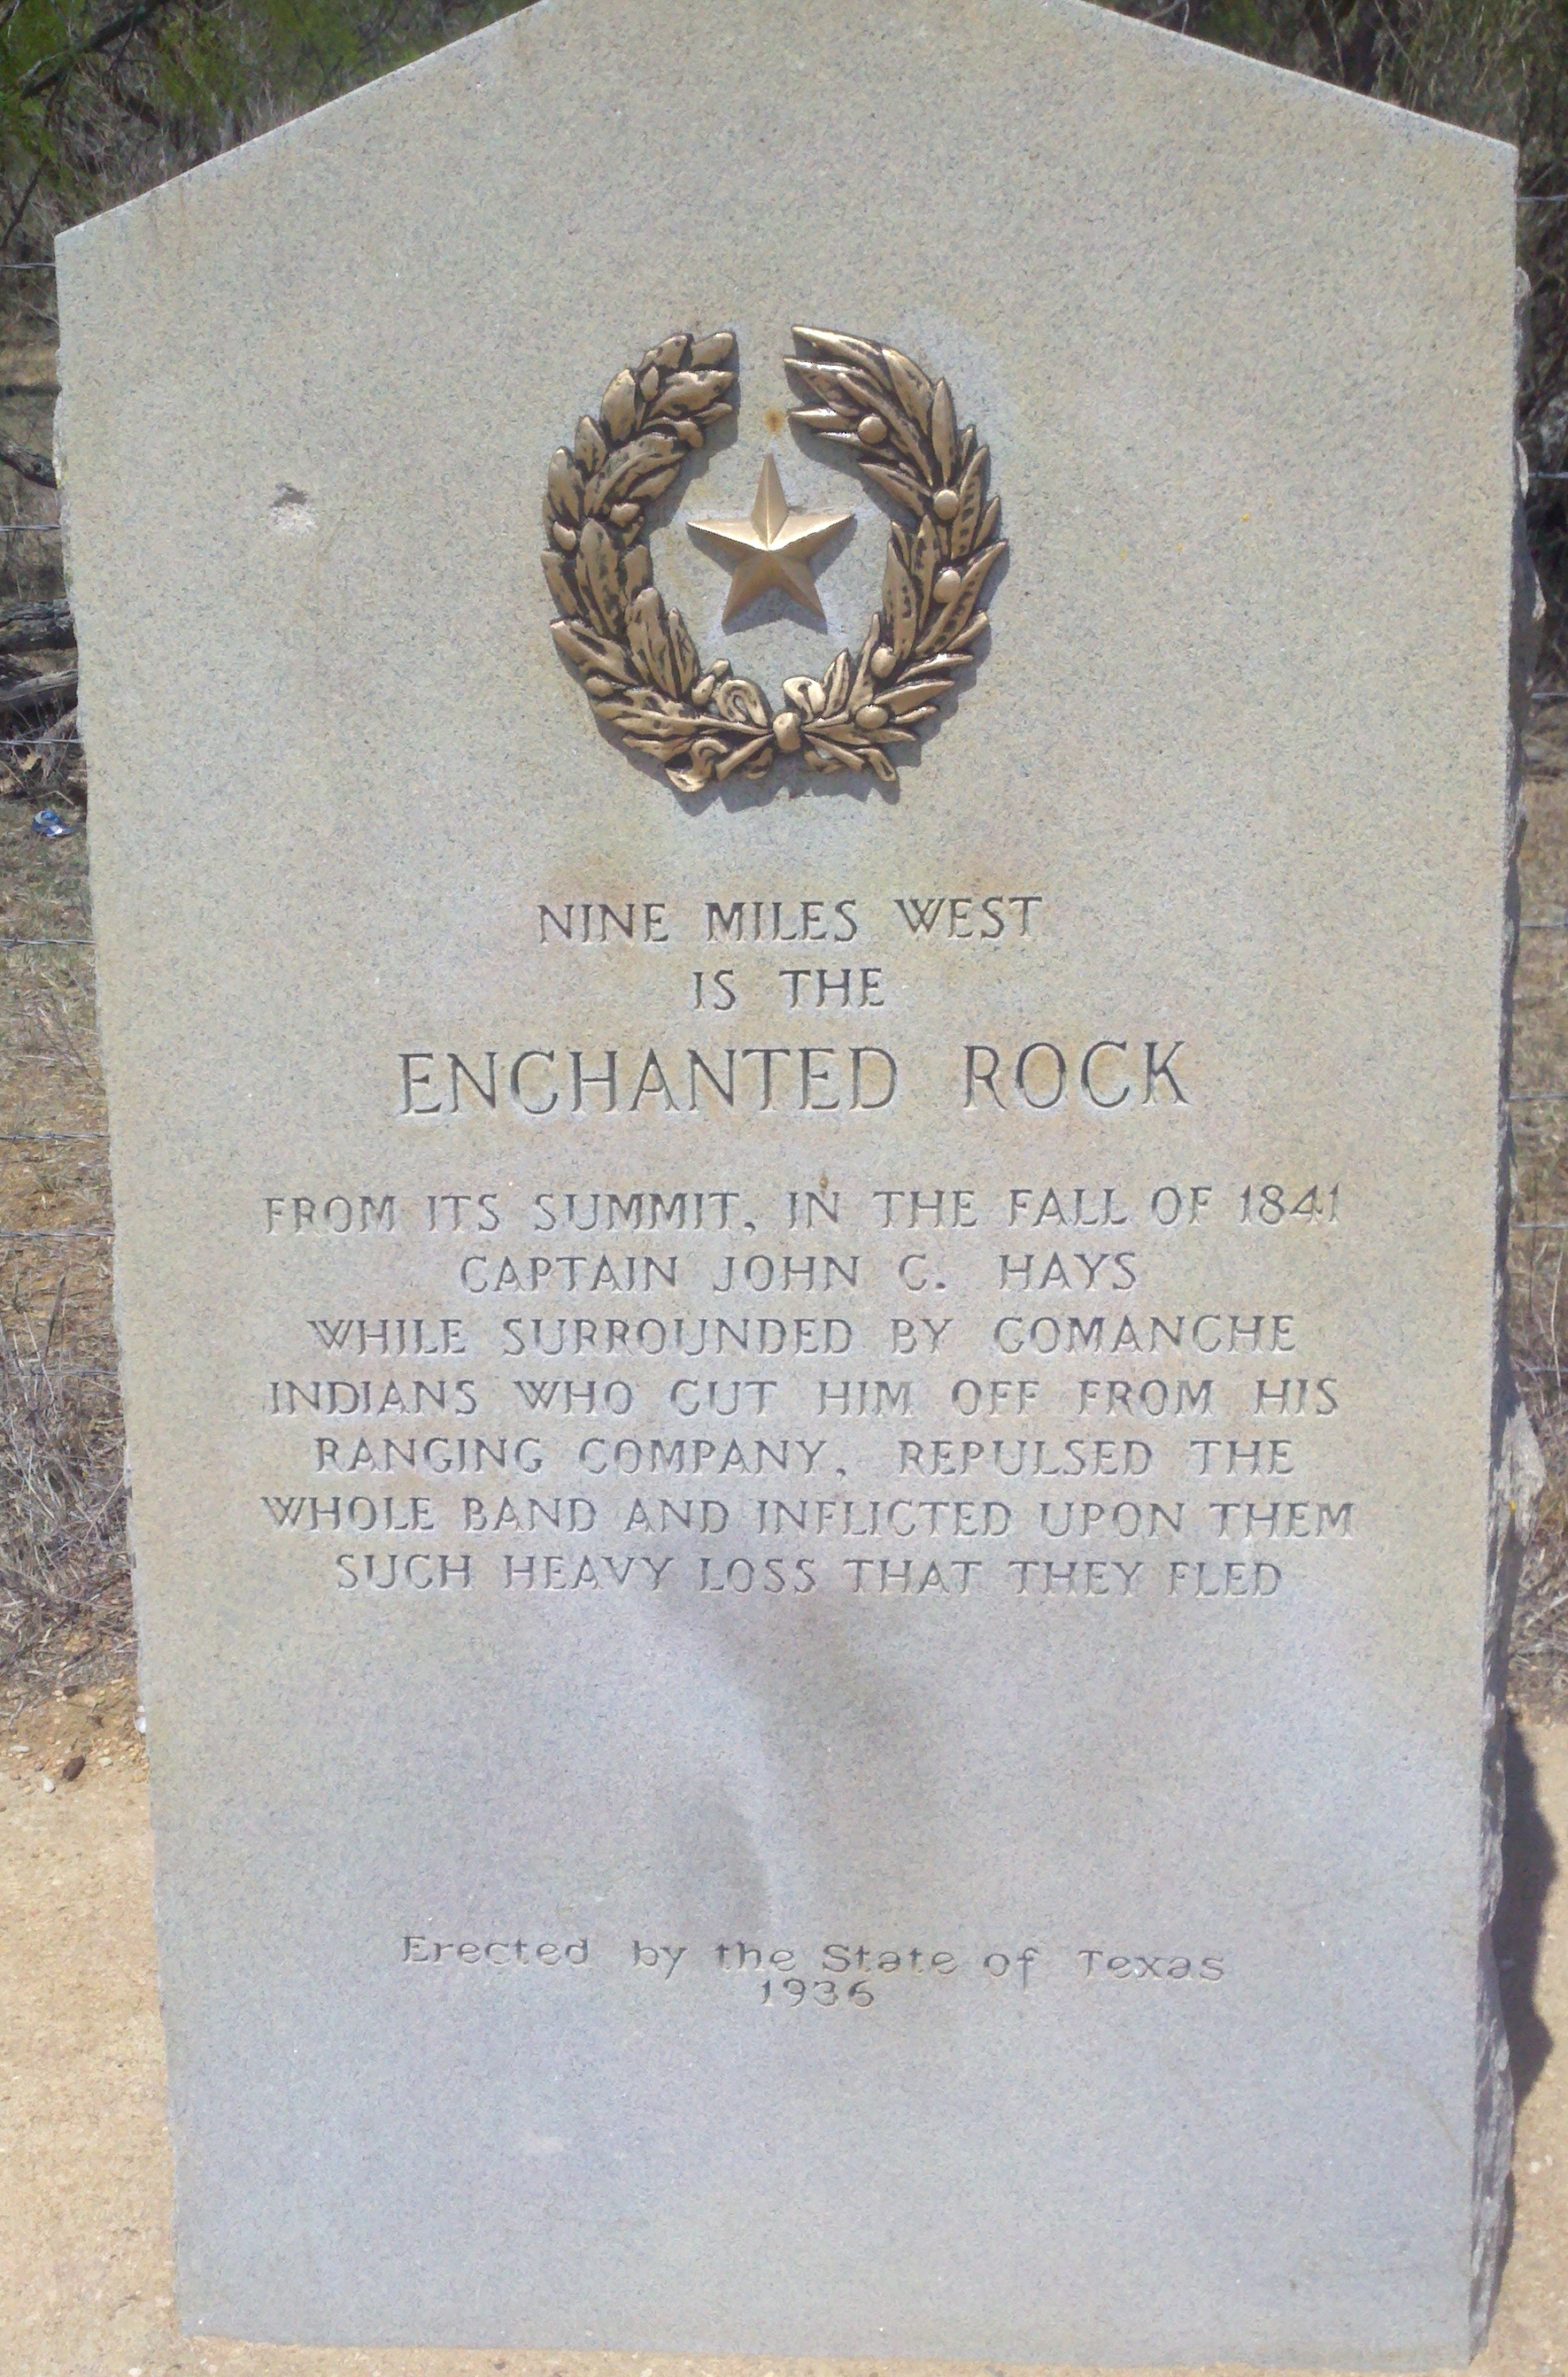 NINE MILES WEST
IS THE
ENCHANTED ROCK
FROM ITS SUMMIT, IN THE FALL OF 1841
CAPTAIN JOHN C. HAYS
WHILE SURROUNDED BY COMANCHE
INDIANS WHO CUT HIM OFF FROM HIS
RANGING COMPANY, REPULSED THE
WHOLE BAND AND INFLICTED UPON THEM
SUCH HEAVY LOSS THAT THEY FLED
Erected by the State of Texas
1936